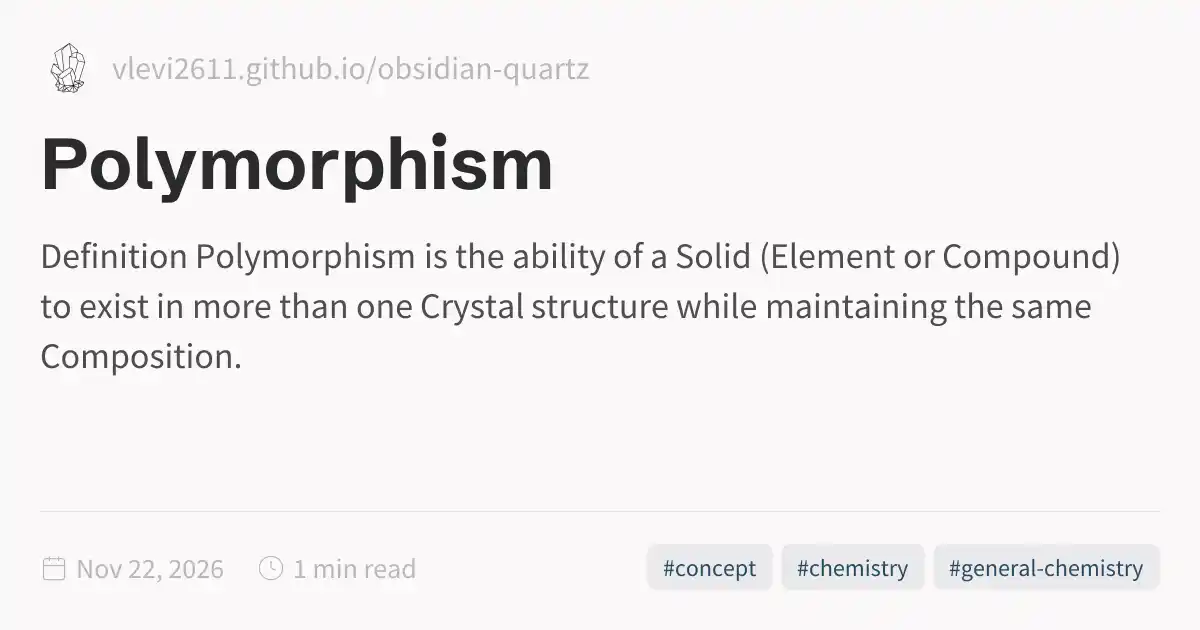 vlevi2611.github.io/obsidian-quartz
Polymorphism
Definition Polymorphism is the ability of a Solid (Element or Compound)
to exist in more than one Crystal structure while maintaining the same
Composition.
Nov 22, 2026 1 min read #concept #chemistry #general-chemistry